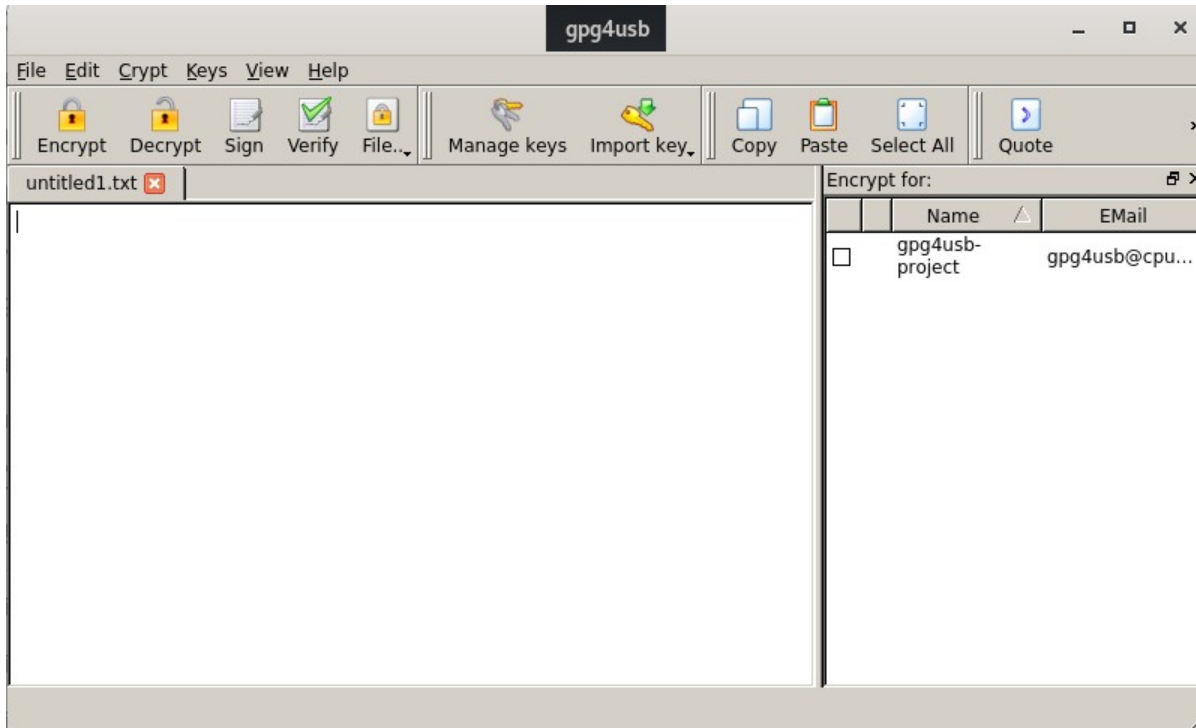 gpg4usb
File Edit Crypt Keys View Help
Encrypt Decrypt Sign Verify File.. Manage keys Import key Copy Paste Select All Quote
untitled1.txt
Encrypt for:
Name EMail
gpg4usb-
project
gpg4usb@cpu...